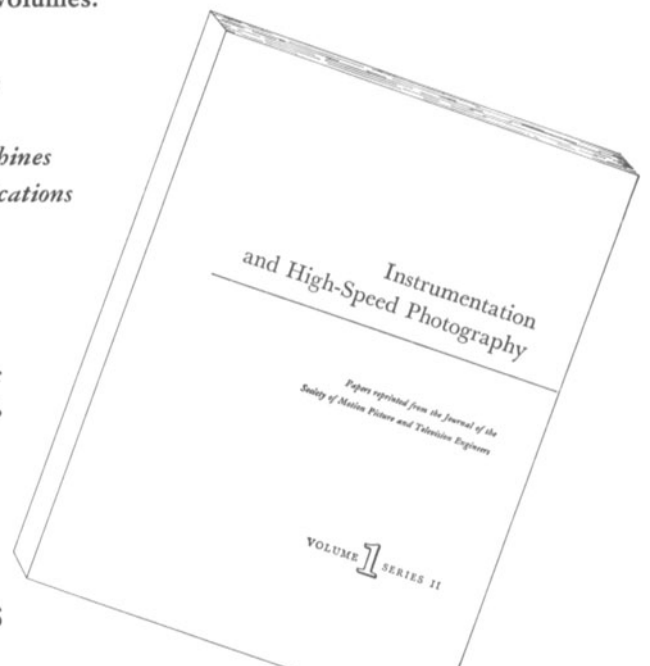 volumes.
bines
cations
Instrumentation
and High-Speed Photography
Papers reprinted from the Journal of the
Society of Motion Picture and Television Engineers
VOLUME 1 SERIES II